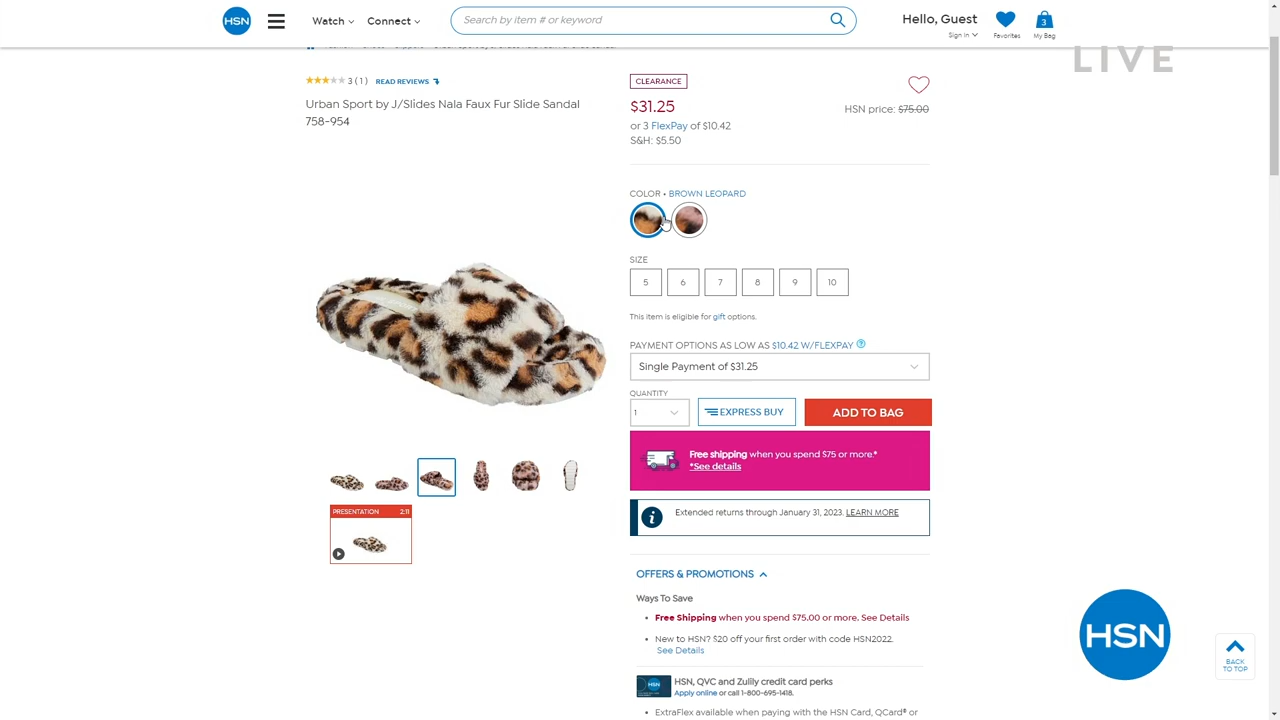 HSN
Watch
Connect
Search by item # or keyword
Hello, Guest
Sign In
Favorites
3
My Bag
LIVE
3 (1) READ REVIEWS
Urban Sport by J/Slides Nala Faux Fur Slide Sandal
758-954
CLEARANCE
$31.25
HSN price: $75.00
or 3 FlexPay of $10.42
S&H: $5.50
COLOR • BROWN LEOPARD
SIZE
5 6 7 8 9 10
This item is eligible for gift options.
PAYMENT OPTIONS AS LOW AS $10.42 W/FLEXPAY
Single Payment of $31.25
QUANTITY
1
EXPRESS BUY
ADD TO BAG
Free shipping when you spend $75 or more.*
*See details
Extended returns through January 31, 2023. LEARN MORE
PRESENTATION 2:11
OFFERS & PROMOTIONS
Ways To Save
• Free Shipping when you spend $75.00 or more. See Details
• New to HSN? $20 off your first order with code HSN2022.
See Details
HSN, QVC and Zulily credit card perks
Apply online or call 1-800-695-1418.
• ExtraFlex available when paying with the HSN Card, QCard® or
HSN
BACK
TO TOP